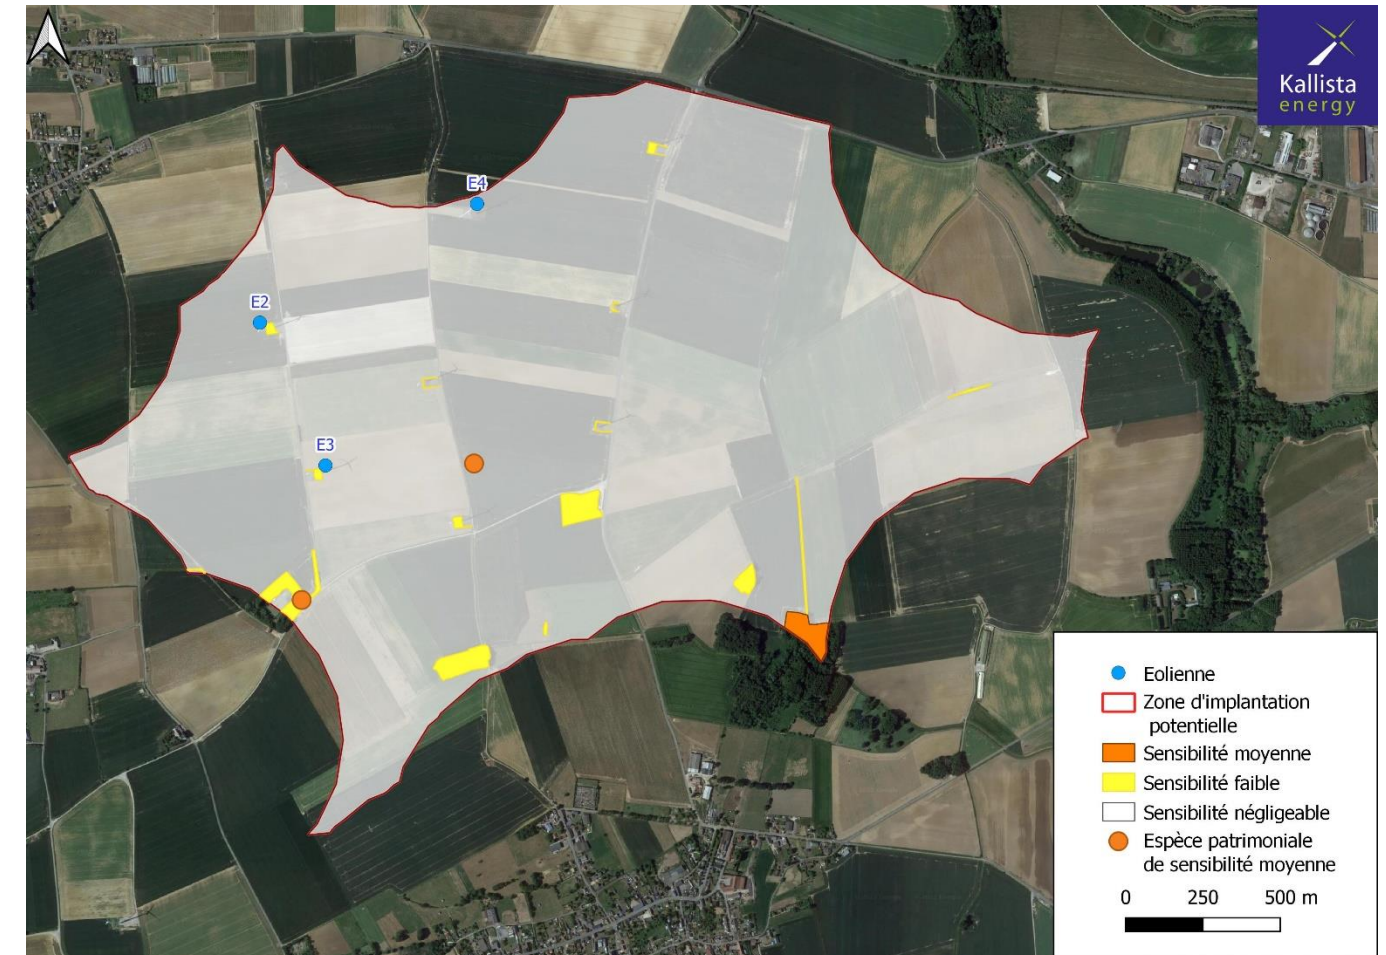 Kallista
energy
E4
E2
E3
Eolienne
Zone d'implantation
potentielle
Sensibilité moyenne
Sensibilité faible
Sensibilité négligeable
Espèce patrimoniale
de sensibilité moyenne
0 250 500 m